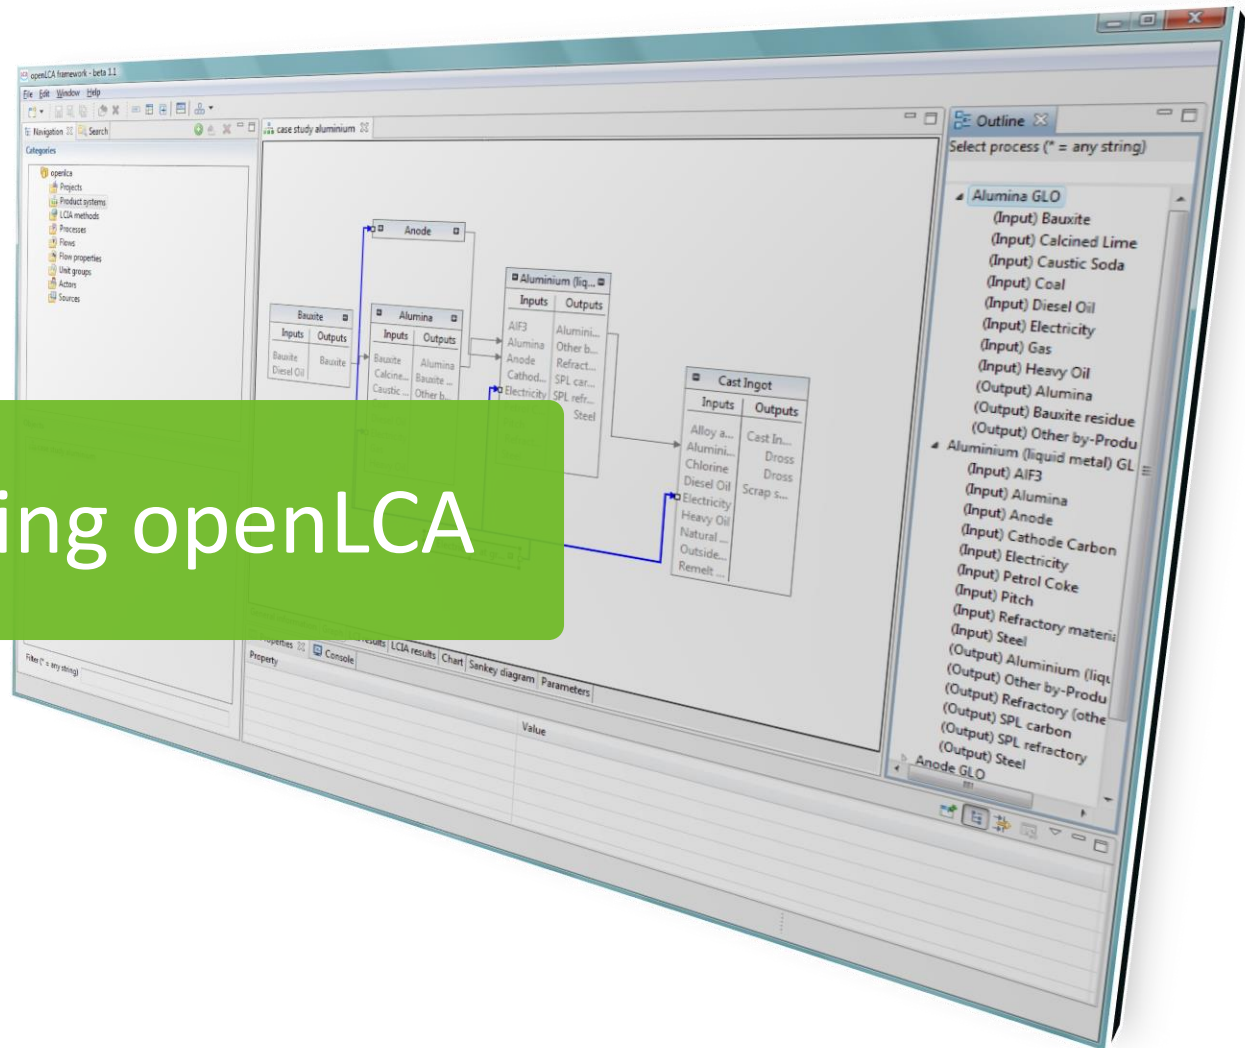 openLCA framework - beta 1.1
File Edit Window Help
Navigation Search
Categories
openlca
Projects
Product systems
LCIA methods
Processes
Flows
Flow properties
Unit groups
Actors
Sources
Filter (* = any string)
case study aluminium
Anode
Bauxite
Inputs Outputs
Bauxite Bauxite
Diesel Oil
Alumina
Inputs Outputs
Bauxite Alumina
Calcine... Bauxite ...
Caustic ... Other b...
Aluminium (liq...
Inputs Outputs
AlF3 Alumini...
Alumina Other b...
Anode Refract...
Cathod... SPL car...
Electricity SPL refr...
Steel
Cast Ingot
Inputs Outputs
Alloy a... Cast In...
Alumini... Dross
Chlorine Dross
Diesel Oil Scrap s...
Electricity
Heavy Oil
Natural ...
Outside...
Remelt ...
ing openLCA
results LCIA results Chart Sankey diagram Parameters
Properties Console
Property Value
Outline
Select process (* = any string)
Alumina GLO
(Input) Bauxite
(Input) Calcined Lime
(Input) Caustic Soda
(Input) Coal
(Input) Diesel Oil
(Input) Electricity
(Input) Gas
(Input) Heavy Oil
(Output) Alumina
(Output) Bauxite residue
(Output) Other by-Produ
Aluminium (liquid metal) GL
(Input) AlF3
(Input) Alumina
(Input) Anode
(Input) Cathode Carbon
(Input) Electricity
(Input) Petrol Coke
(Input) Pitch
(Input) Refractory materia
(Input) Steel
(Output) Aluminium (liqu
(Output) Other by-Produ
(Output) Refractory (othe
(Output) SPL carbon
(Output) SPL refractory
(Output) Steel
Anode GLO